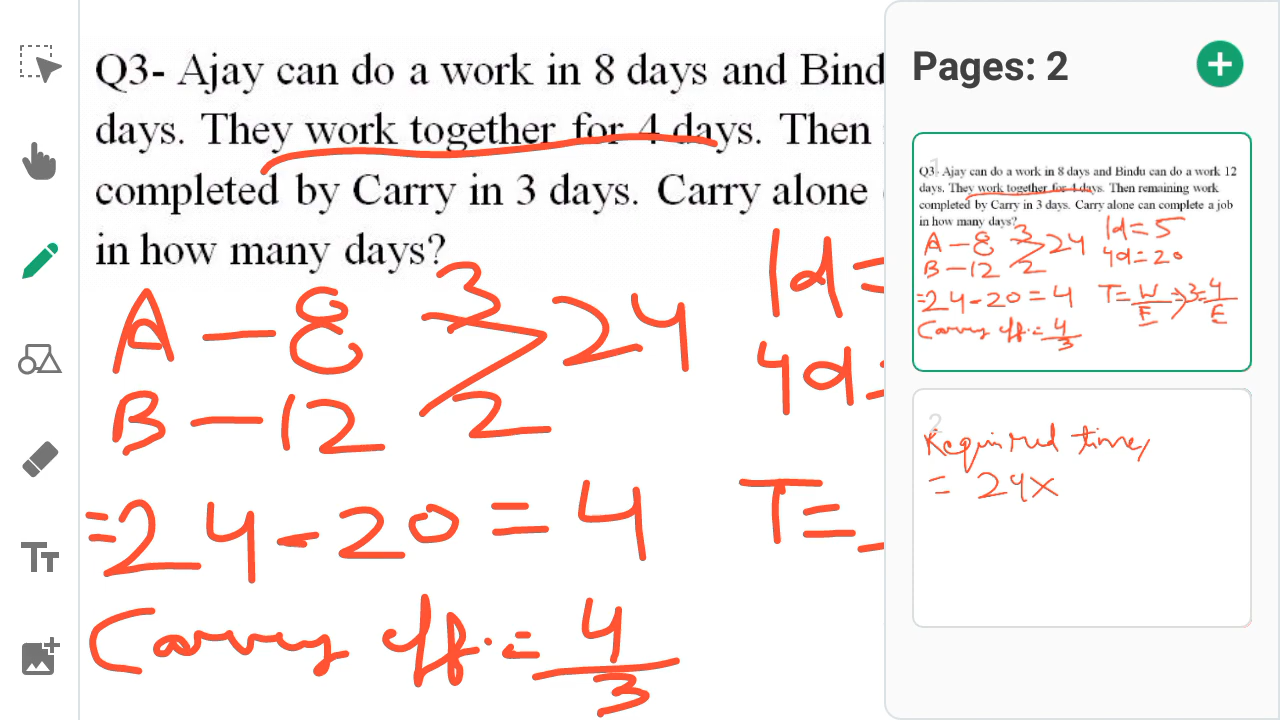 Q3- Ajay can do a work in 8 days and Bind
days. They work together for 4 days. Then
completed by Carry in 3 days. Carry alone
in how many days?
A - 8 3 24
B - 12 2
1d =
4d =
= 24 - 20 = 4
T =
Carry eff. = 4/3
TT
Pages: 2
1
Q3- Ajay can do a work in 8 days and Bindu can do a work 12
days. They work together for 4 days. Then remaining work
completed by Carry in 3 days. Carry alone can complete a job
in how many days?
A - 8 3 24
B - 12 2
1d = 5
4d = 20
= 24 - 20 = 4
T = W/E => 3 = 4/E
Carry eff. = 4/3
2
Required time,
= 24x